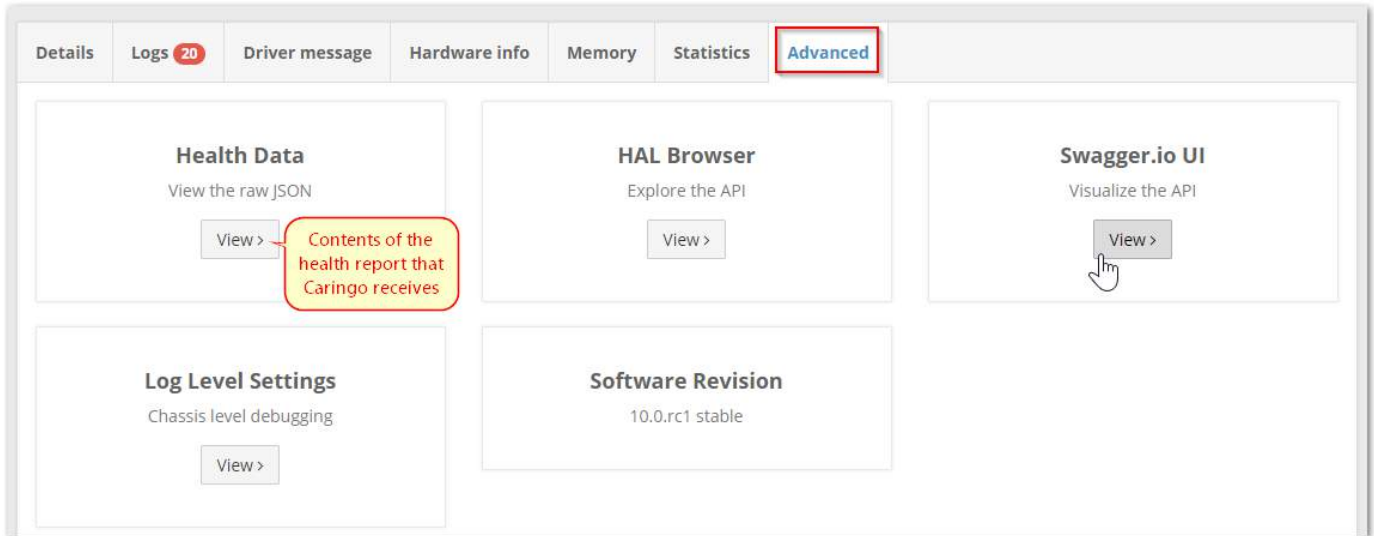 Details Logs 20 Driver message Hardware info Memory Statistics Advanced
Health Data
View the raw JSON
View >
Contents of the
health report that
Caringo receives
HAL Browser
Explore the API
View >
Swagger.io UI
Visualize the API
View >
Log Level Settings
Chassis level debugging
View >
Software Revision
10.0.rc1 stable